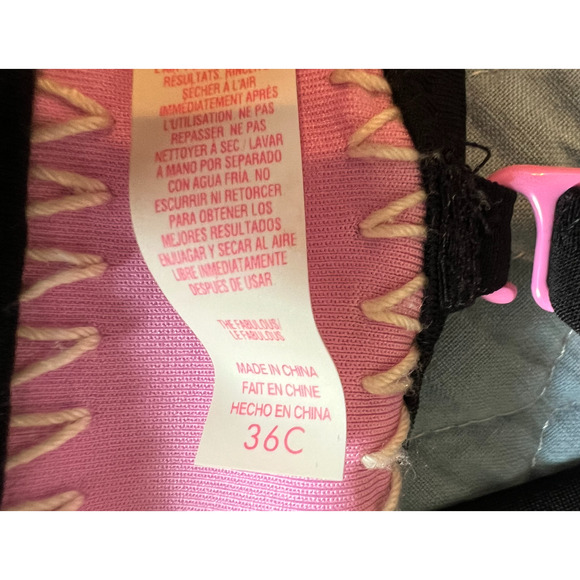 RÉSULTATS. RINCER ET
SÉCHER À L'AIR
IMMÉDIATEMENT APRÈS
L'UTILISATION. NE PAS
REPASSER. NE PAS
NETTOYER À SEC / LAVAR
A MANO POR SEPARADO
CON AGUA FRÍA. NO
ESCURRIR NI RETORCER.
PARA OBTENER LOS
MEJORES RESULTADOS
ENJUAGAR Y SECAR AL AIRE
LIBRE INMEDIATAMENTE
DESPUES DE USAR.
THE FABULOUS/
LE FABULOUS
MADE IN CHINA
FAIT EN CHINE
HECHO EN CHINA
36C